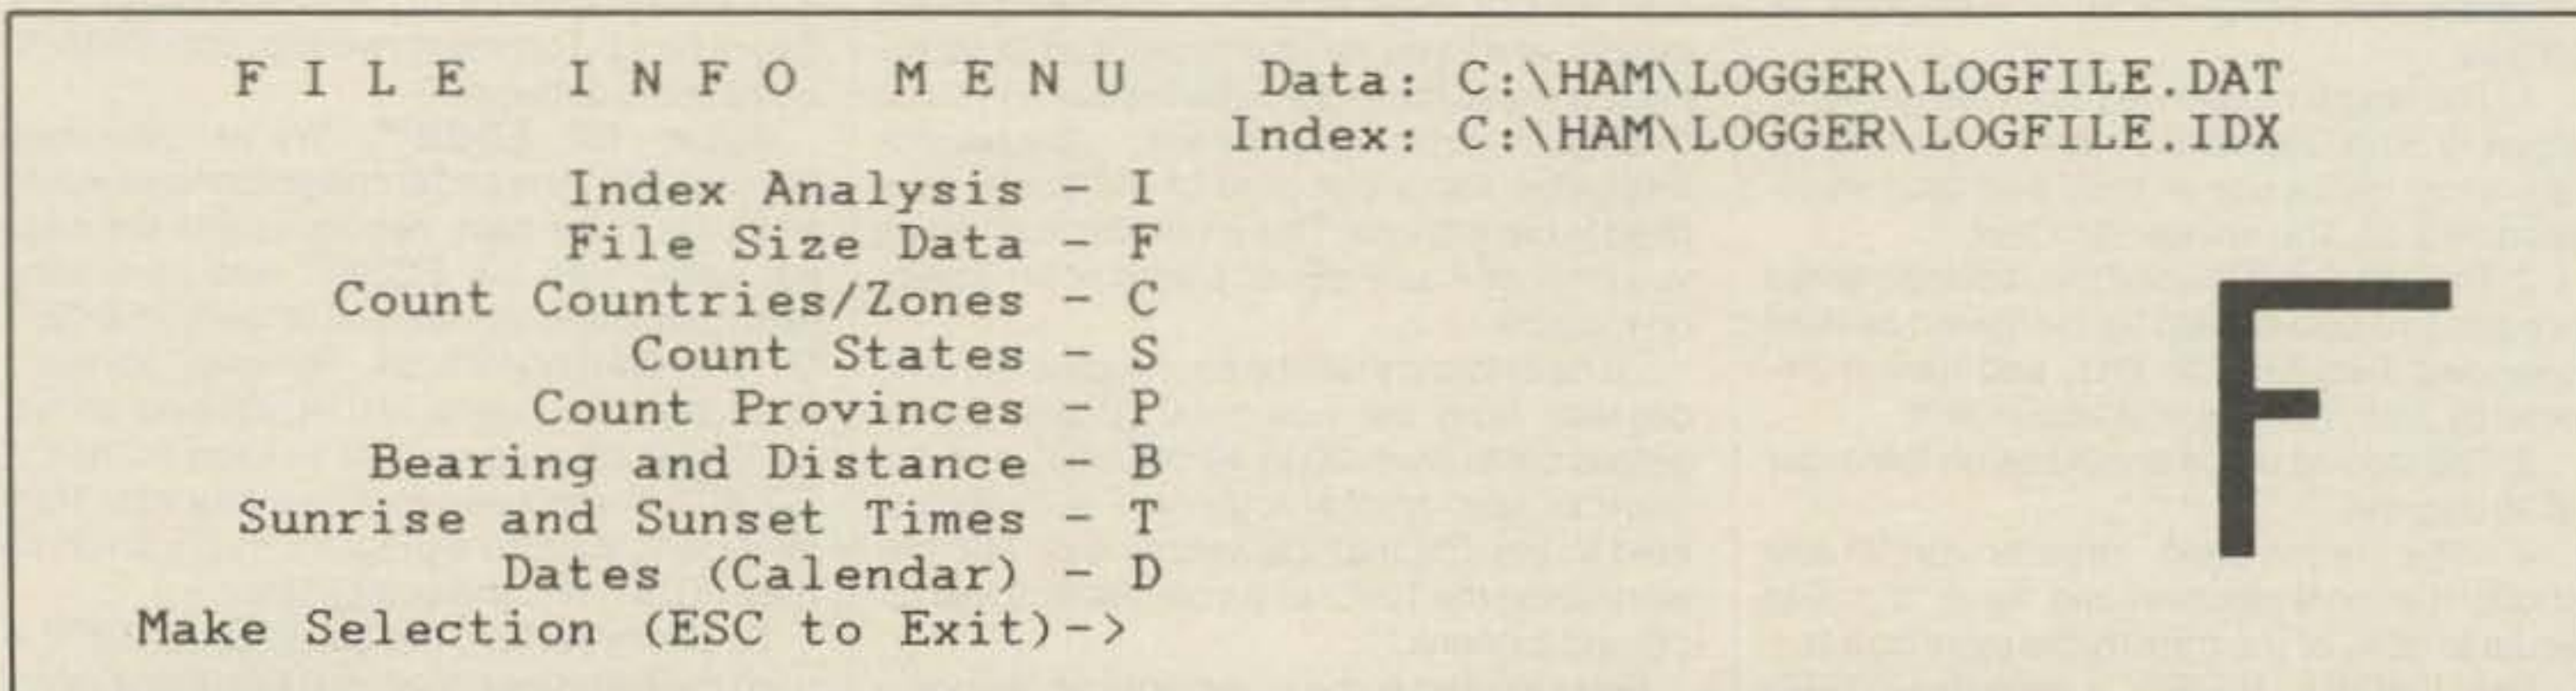 F I L E   I N F O   M E N U   Data: C:\HAM\LOGGER\LOGFILE.DAT
Index: C:\HAM\LOGGER\LOGFILE.IDX
Index Analysis - I
File Size Data - F
Count Countries/Zones - C
Count States - S
Count Provinces - P
Bearing and Distance - B
Sunrise and Sunset Times - T
Dates (Calendar) - D
Make Selection (ESC to Exit)->
F